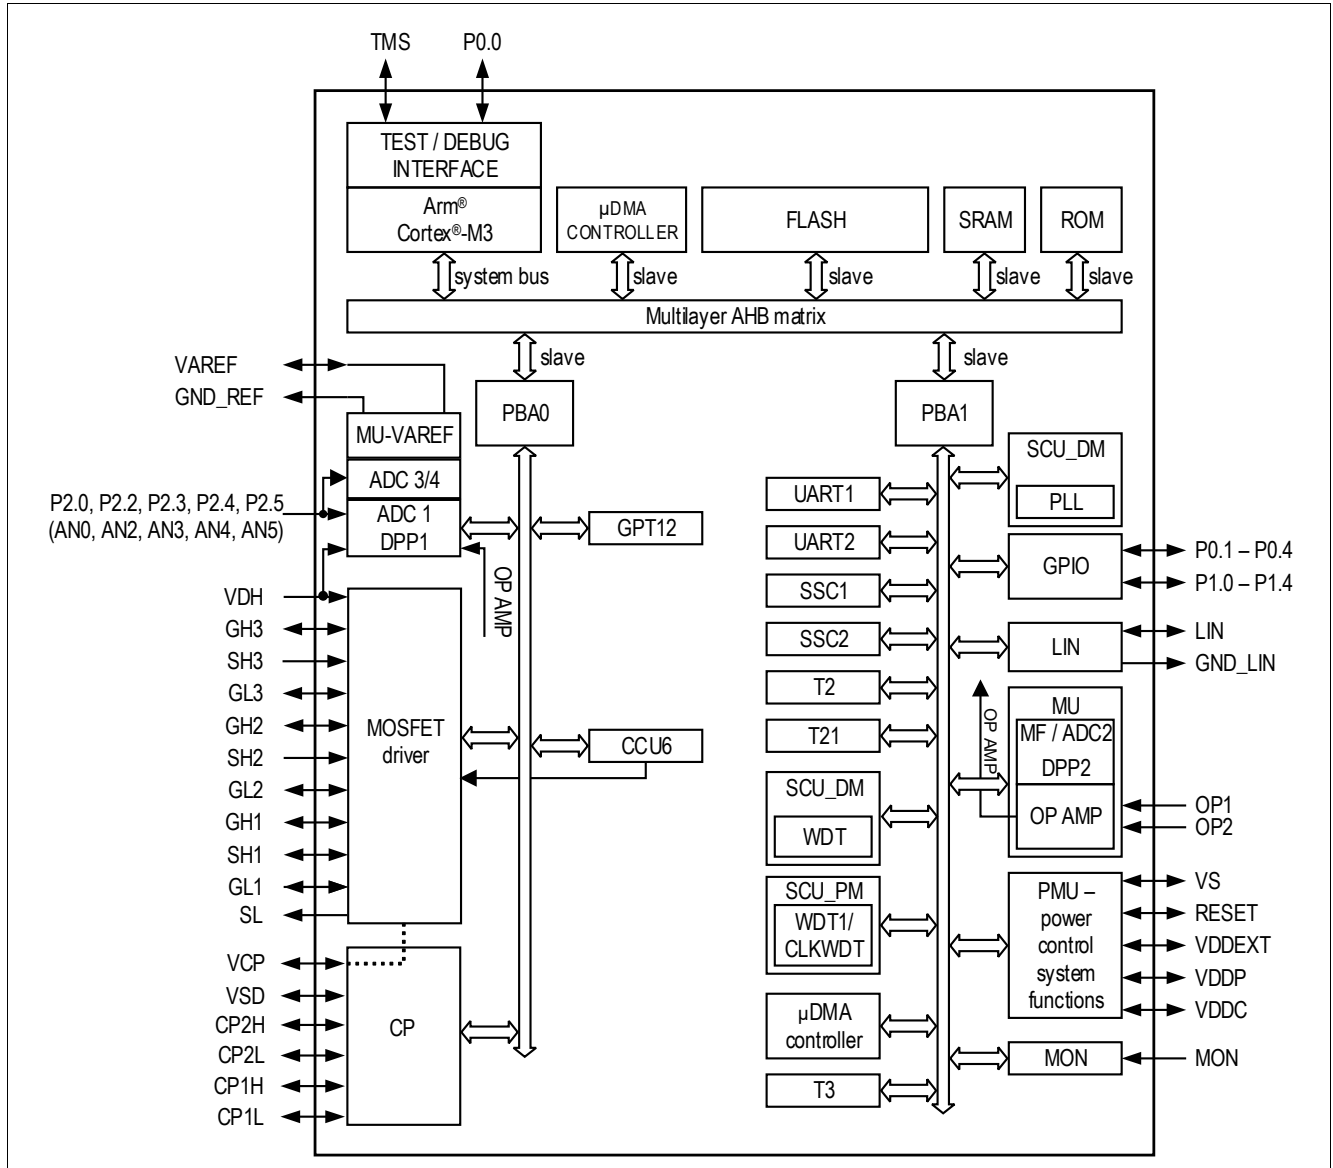 TMS
P0.0
TEST / DEBUG
INTERFACE
Arm®
Cortex®-M3
µDMA
CONTROLLER
FLASH
SRAM
ROM
system bus
slave
slave
slave
slave
Multilayer AHB matrix
slave
slave
VAREF
GND_REF
PBA0
PBA1
MU-VAREF
ADC 3/4
ADC 1
DPP1
P2.0, P2.2, P2.3, P2.4, P2.5
(AN0, AN2, AN3, AN4, AN5)
GPT12
OP AMP
VDH
GH3
SH3
GL3
GH2
SH2
GL2
GH1
SH1
GL1
SL
MOSFET
driver
CCU6
VCP
VSD
CP2H
CP2L
CP1H
CP1L
CP
UART1
UART2
SSC1
SSC2
T2
T21
SCU_DM
WDT
SCU_PM
WDT1/
CLKWDT
µDMA
controller
T3
SCU_DM
PLL
GPIO
P0.1 – P0.4
P1.0 – P1.4
LIN
LIN
GND_LIN
OP AMP
MU
MF / ADC2
DPP2
OP AMP
OP1
OP2
PMU –
power
control
system
functions
VS
RESET
VDDEXT
VDDP
VDDC
MON
MON